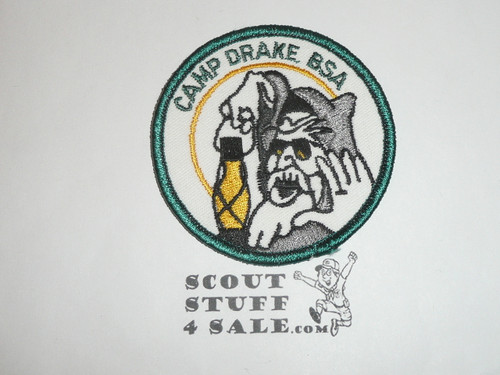 CAMP DRAKE BSA
SCOUT
STUFF
4 SALE.COM